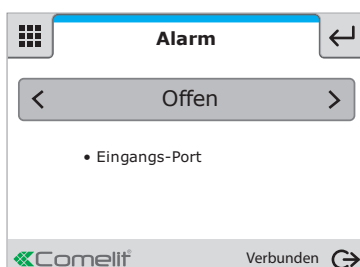 Alarm
< Offen >
• Eingangs-Port
Comelit Verbunden